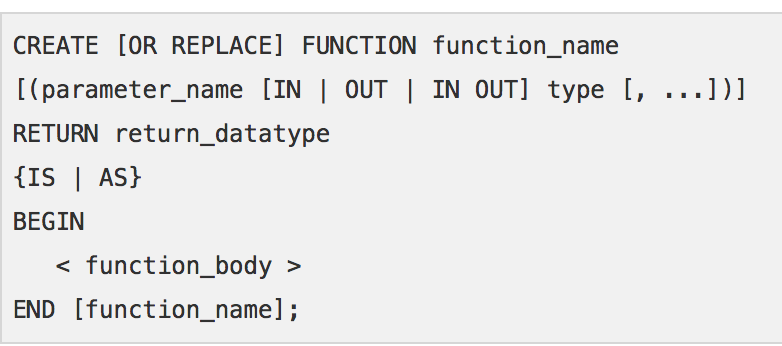 CREATE [OR REPLACE] FUNCTION function_name
[(parameter_name [IN | OUT | IN OUT] type [, ...])]
RETURN return_datatype
{IS | AS}
BEGIN
   < function_body >
END [function_name];